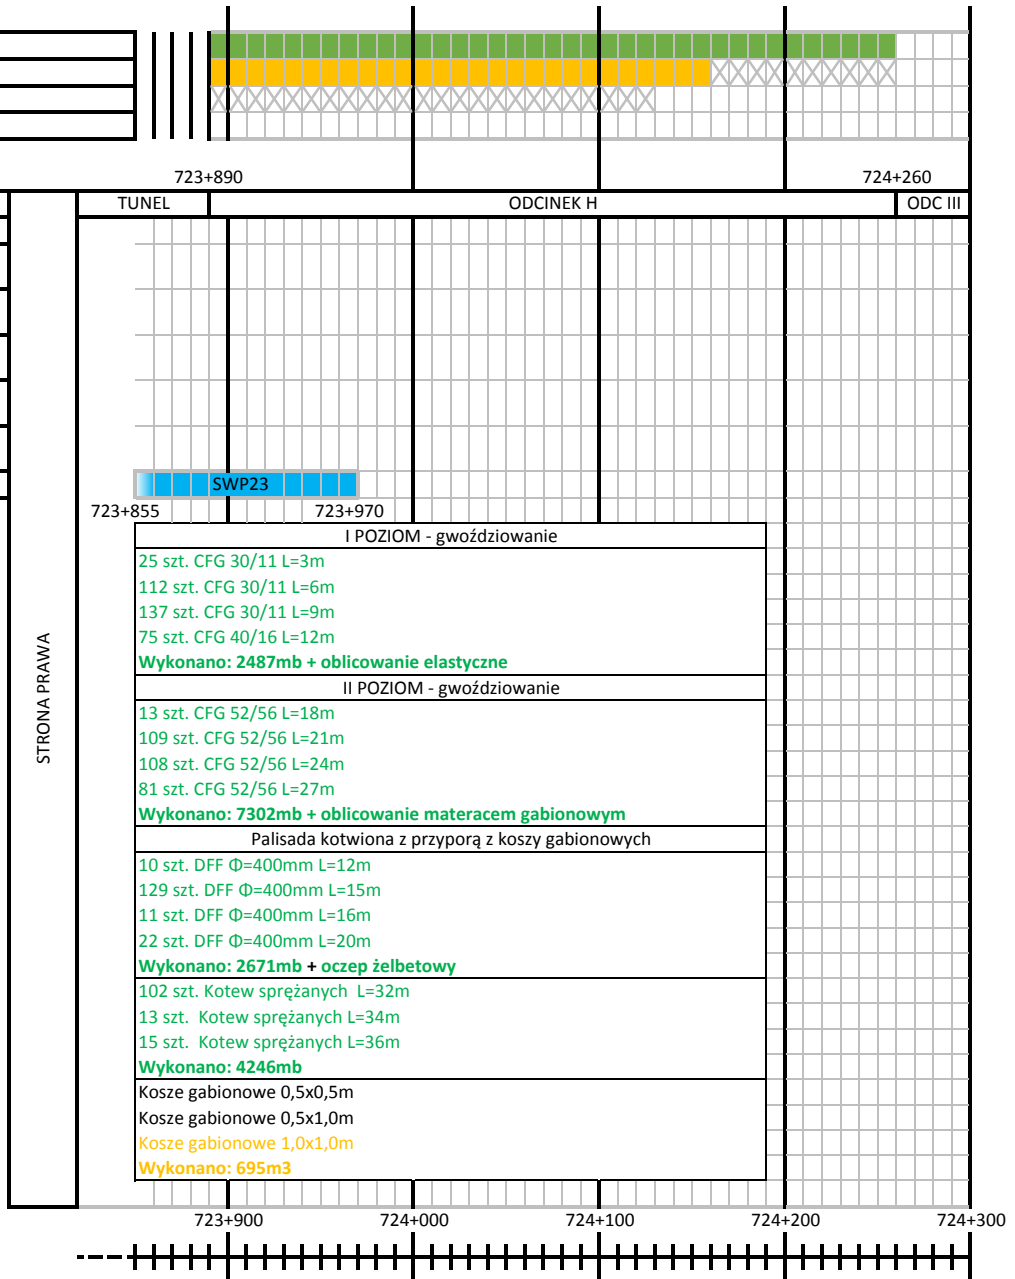 723+890 724+260
TUNEL ODCINEK H ODC III
SWP23
723+855 723+970
STRONA PRAWA
I POZIOM - gwoździowanie
25 szt. CFG 30/11 L=3m
112 szt. CFG 30/11 L=6m
137 szt. CFG 30/11 L=9m
75 szt. CFG 40/16 L=12m
Wykonano: 2487mb + oblicowanie elastyczne
II POZIOM - gwoździowanie
13 szt. CFG 52/56 L=18m
109 szt. CFG 52/56 L=21m
108 szt. CFG 52/56 L=24m
81 szt. CFG 52/56 L=27m
Wykonano: 7302mb + oblicowanie materacem gabionowym
Palisada kotwiona z przyporą z koszy gabionowych
10 szt. DFF Φ=400mm L=12m
129 szt. DFF Φ=400mm L=15m
11 szt. DFF Φ=400mm L=16m
22 szt. DFF Φ=400mm L=20m
Wykonano: 2671mb + oczep żelbetowy
102 szt. Kotew sprężanych L=32m
13 szt. Kotew sprężanych L=34m
15 szt. Kotew sprężanych L=36m
Wykonano: 4246mb
Kosze gabionowe 0,5x0,5m
Kosze gabionowe 0,5x1,0m
Kosze gabionowe 1,0x1,0m
Wykonano: 695m3
723+900 724+000 724+100 724+200 724+300